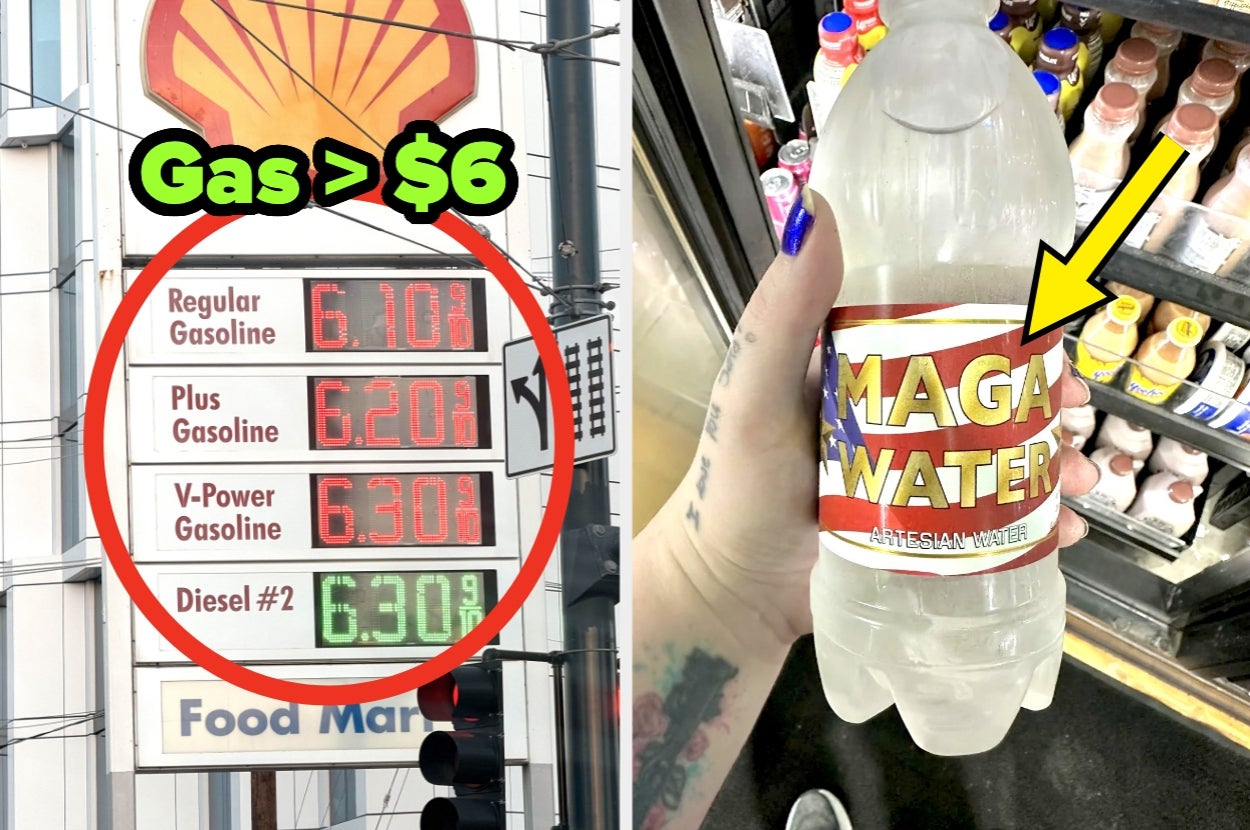 Gas > $6
Regular
Gasoline
6.10 9/10
Plus
Gasoline
6.20 9/10
V-Power
Gasoline
6.30 9/10
Diesel #2
6.30 9/10
Food Mar
MAGA
WATER
ARTESIAN WATER